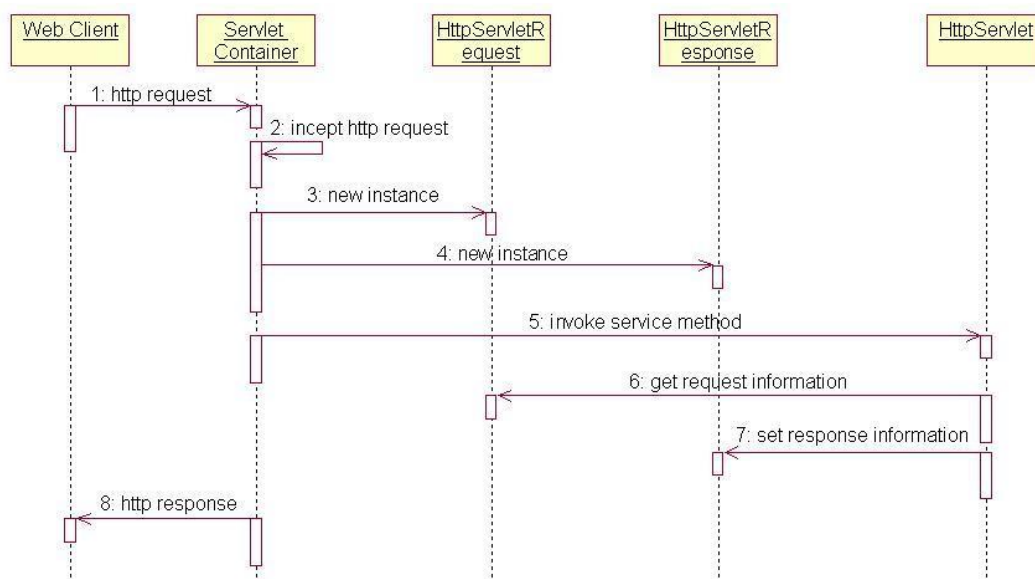 Web Client
Servlet
Container
HttpServletR
equest
HttpServletR
esponse
HttpServlet
1: http request
2: incept http request
3: new instance
4: new instance
5: invoke service method
6: get request information
7: set response information
8: http response